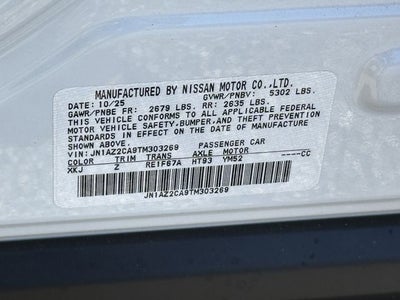 MANUFACTURED BY NISSAN MOTOR CO.,LTD.
DATE: 10/25 GVWR/PNBV: 5302 LBS.
GAWR/PNBE FR: 2679 LBS. RR: 2635 LBS.
THIS VEHICLE CONFORMS TO ALL APPLICABLE FEDERAL
MOTOR VEHICLE SAFETY,BUMPER,AND THEFT PREVENTION
STANDARDS IN EFFECT ON THE DATE OF MANUFACTURE
SHOWN ABOVE.
VIN: JN1AZ2CA9TM303269 PASSENGER CAR
COLOR TRIM TRANS AXLE MOTOR ----CC
XKJ Z RE1F67A HT93 YM52
JN1AZ2CA9TM303269